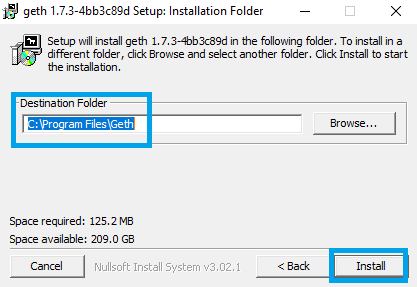 geth 1.7.3-4bb3c89d Setup: Installation Folder
Setup will install geth 1.7.3-4bb3c89d in the following folder. To install in a
different folder, click Browse and select another folder. Click Install to start
the installation.
Destination Folder
C:\Program Files\Geth
Browse...
Space required: 125.2 MB
Space available: 209.0 GB
Cancel
Nullsoft Install System v3.02.1
< Back
Install